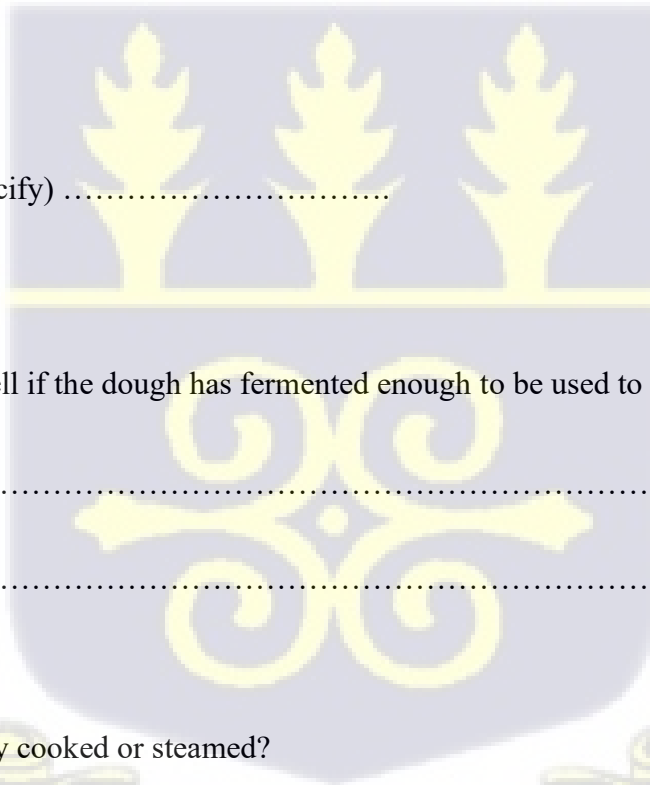 cify) …………………………….
ll if the dough has fermented enough to be used to
……………………………………………………………
……………………………………………………………
y cooked or steamed?